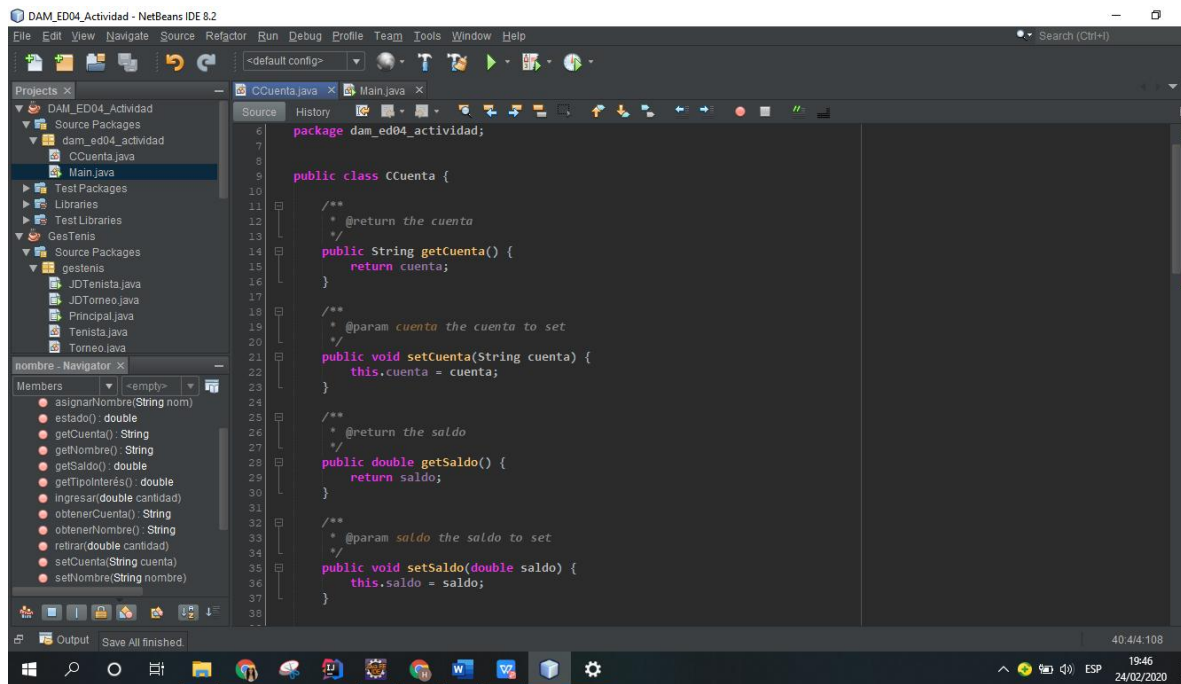 DAM_ED04_Actividad - NetBeans IDE 8.2
File Edit View Navigate Source Refactor Run Debug Profile Team Tools Window Help
Search (Ctrl+I)
<default config>
Projects
DAM_ED04_Actividad
Source Packages
dam_ed04_actividad
CCuenta.java
Main.java
Test Packages
Libraries
Test Libraries
GesTenis
Source Packages
gestenis
JDTenista.java
JDTorneo.java
Principal.java
Tenista.java
Torneo.java
nombre - Navigator
Members <empty>
asignarNombre(String nom)
estado() : double
getCuenta() : String
getNombre() : String
getSaldo() : double
getTipoInterés() : double
ingresar(double cantidad)
obtenerCuenta() : String
obtenerNombre() : String
retirar(double cantidad)
setCuenta(String cuenta)
setNombre(String nombre)
CCuenta.java Main.java
Source History
6 package dam_ed04_actividad;
7
8
9 public class CCuenta {
10
11 /**
12 * @return the cuenta
13 */
14 public String getCuenta() {
15 return cuenta;
16 }
17
18 /**
19 * @param cuenta the cuenta to set
20 */
21 public void setCuenta(String cuenta) {
22 this.cuenta = cuenta;
23 }
24
25 /**
26 * @return the saldo
27 */
28 public double getSaldo() {
29 return saldo;
30 }
31
32 /**
33 * @param saldo the saldo to set
34 */
35 public void setSaldo(double saldo) {
36 this.saldo = saldo;
37 }
38
Output Save All finished. 40:4/4:108
ESP 19:46
24/02/2020